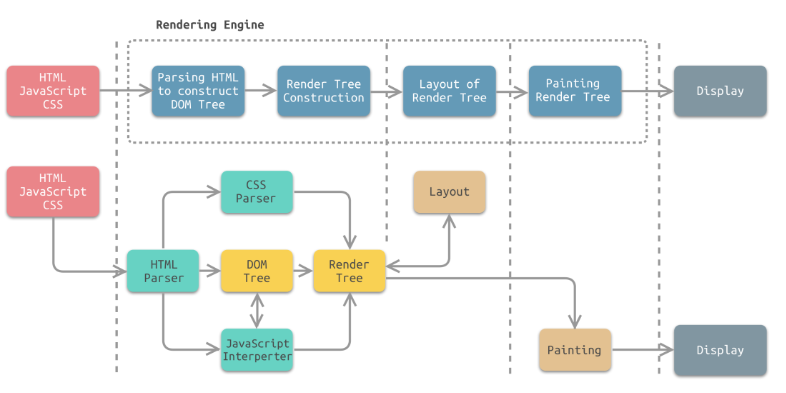 Rendering Engine
HTML
JavaScript
CSS
Parsing HTML
to construct
DOM Tree
Render Tree
Construction
Layout of
Render Tree
Painting
Render Tree
Display
HTML
JavaScript
CSS
CSS
Parser
Layout
HTML
Parser
DOM
Tree
Render
Tree
JavaScript
Interperter
Painting
Display